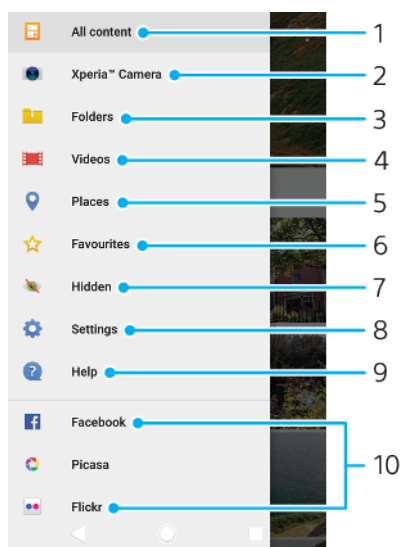 All content 1
Xperia™ Camera 2
Folders 3
Videos 4
Places 5
Favourites 6
Hidden 7
Settings 8
Help 9
Facebook
Picasa 10
Flickr